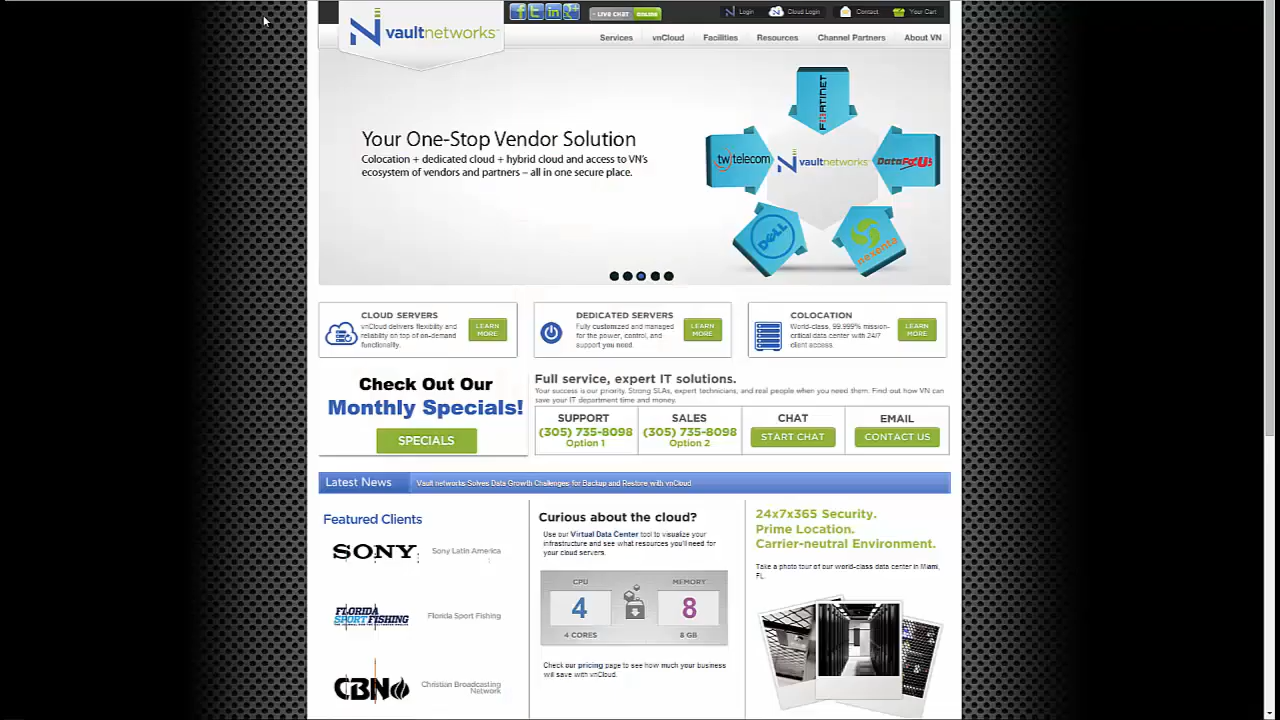 LIVE CHAT ONLINE
Login
Cloud Login
Contact
Your Cart
vaultnetworks
Services
vnCloud
Facilities
Resources
Channel Partners
About VN
Your One-Stop Vendor Solution
Colocation + dedicated cloud + hybrid cloud and access to VN's
ecosystem of vendors and partners – all in one secure place.
FORTINET
tw telecom
vaultnetworks
DataFocus
DELL
nexenta
CLOUD SERVERS
vnCloud delivers flexibility and
reliability on top of on-demand
functionality.
LEARN
MORE
DEDICATED SERVERS
Fully customized and managed
for the power, control, and
support you need.
LEARN
MORE
COLOCATION
World-class, 99.999% mission-
critical data center with 24/7
client access.
LEARN
MORE
Check Out Our
Monthly Specials!
SPECIALS
Full service, expert IT solutions.
Your success is our priority. Strong SLAs, expert technicians, and real people when you need them. Find out how VN can
save your IT department time and money.
SUPPORT
(305) 735-8098
Option 1
SALES
(305) 735-8098
Option 2
CHAT
START CHAT
EMAIL
CONTACT US
Latest News
Vault networks Solves Data Growth Challenges for Backup and Restore with vnCloud
Featured Clients
SONY
Sony Latin America
FLORIDA
SPORT FISHING
Florida Sport Fishing
CBN
Christian Broadcasting
Network
Curious about the cloud?
Use our Virtual Data Center tool to visualize your
infrastructure and see what resources you'll need for
your cloud servers.
CPU
4
4 CORES
MEMORY
8
8 GB
Check our pricing page to see how much your business
will save with vnCloud.
24x7x365 Security.
Prime Location.
Carrier-neutral Environment.
Take a photo tour of our world-class data center in Miami,
FL.